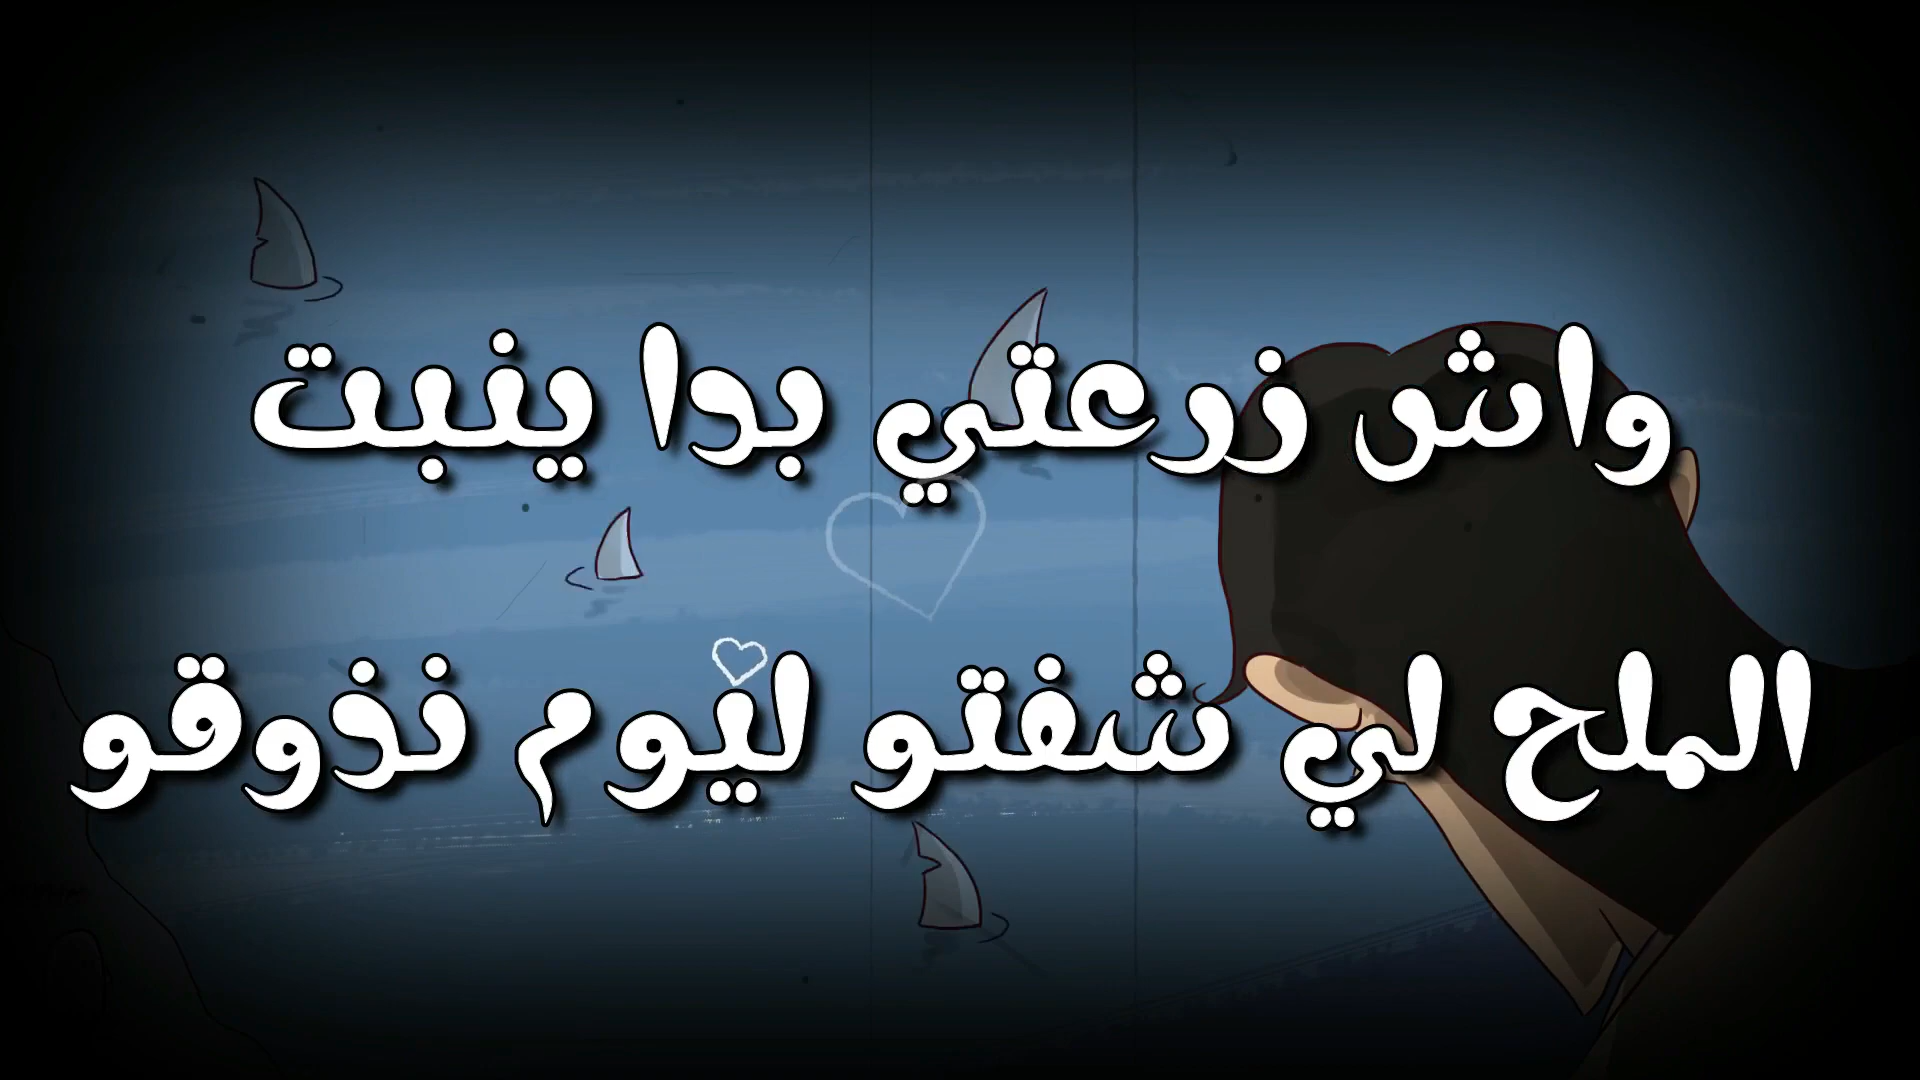 واش زرعتي بدا ينبت
الملح لي شفتو ليوم نذوقو